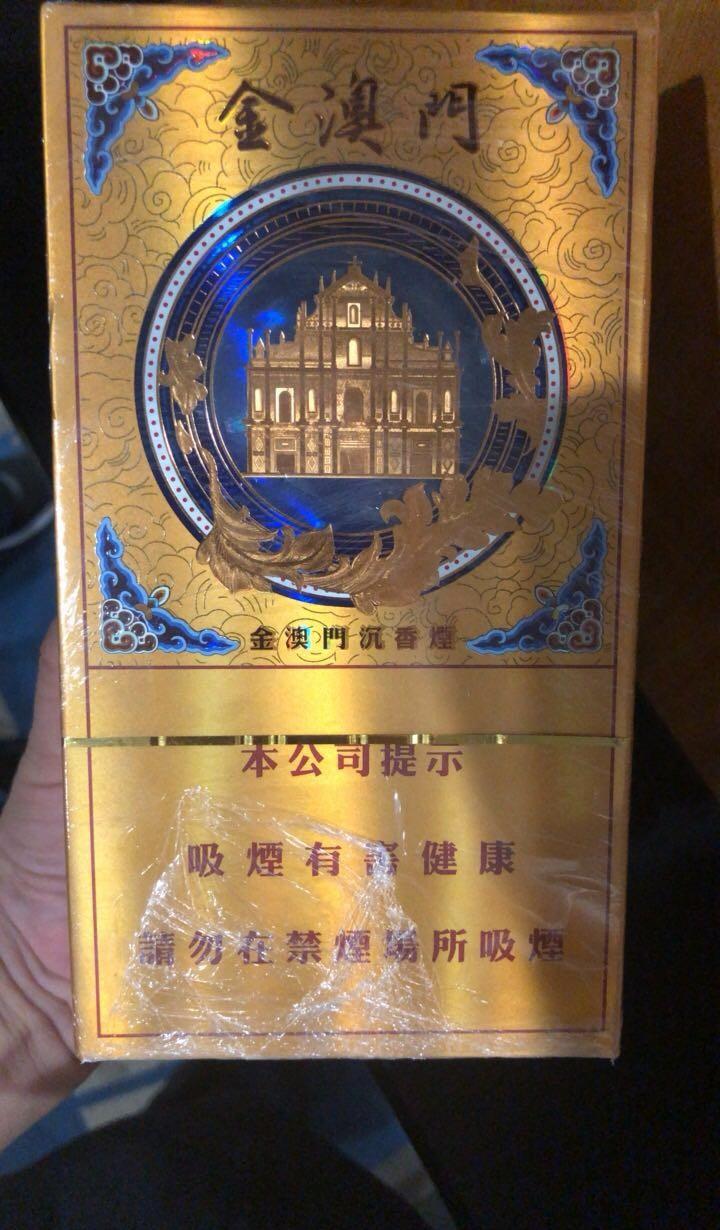 金澳門
金澳門沉香煙
本公司提示
吸煙有害健康
請勿在禁煙場所吸煙